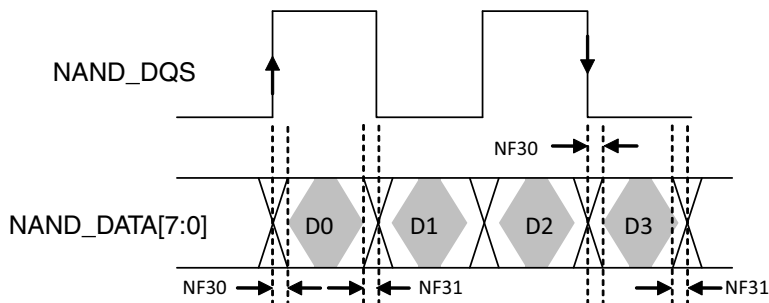 NAND_DQS
NF30
NAND_DATA[7:0]
D0 D1 D2 D3
NF30 NF31 NF31